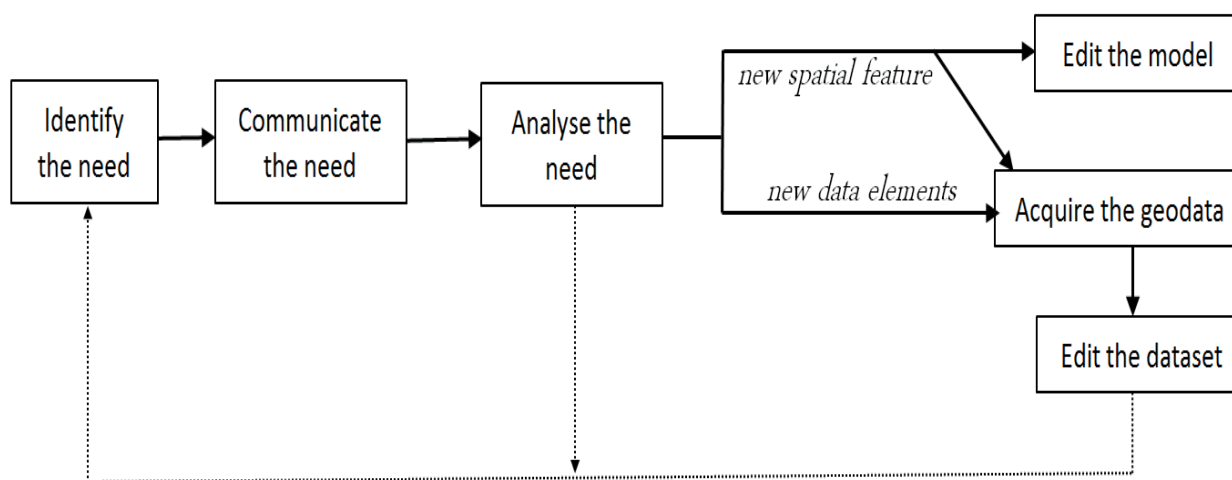 Identify
the need
Communicate
the need
Analyse the
need
new spatial feature
new data elements
Edit the model
Acquire the geodata
Edit the dataset